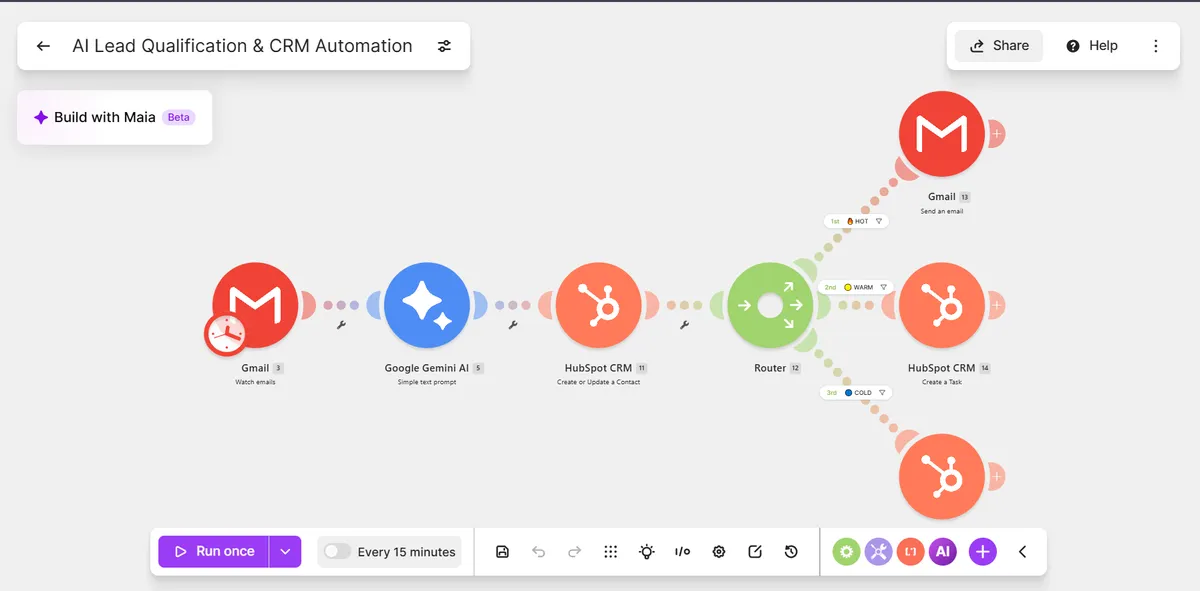 AI Lead Qualification & CRM Automation
Share
Help
Build with Maia Beta
Gmail 13
Send an email
1st 🔥 HOT
2nd 🟡 WARM
Gmail 3
Watch emails
Google Gemini AI 5
Simple text prompt
HubSpot CRM 11
Create or Update a Contact
Router 12
HubSpot CRM 14
Create a Task
3rd 🔵 COLD
Run once
Every 15 minutes
I/O
AI